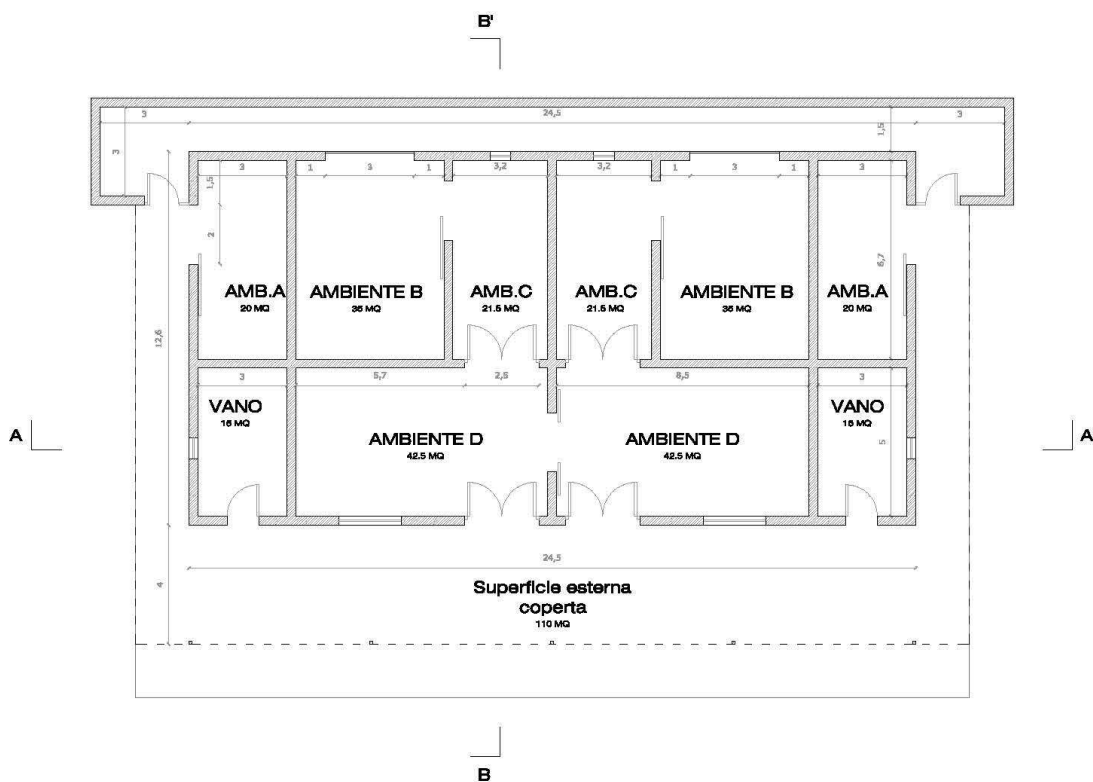 B'
3
24,5
3
3
1,5
3
1
3
1
3,2
3,2
1
3
1
3
1,5
2
6,7
AMB.A
20 MQ
AMBIENTE B
35 MQ
AMB.C
21.5 MQ
AMB.C
21.5 MQ
AMBIENTE B
35 MQ
AMB.A
20 MQ
12,6
3
5,7
2,5
8,5
3
VANO
15 MQ
VANO
15 MQ
A
AMBIENTE D
42.5 MQ
AMBIENTE D
42.5 MQ
5
A
24,5
4
Superficie esterna
coperta
110 MQ
B